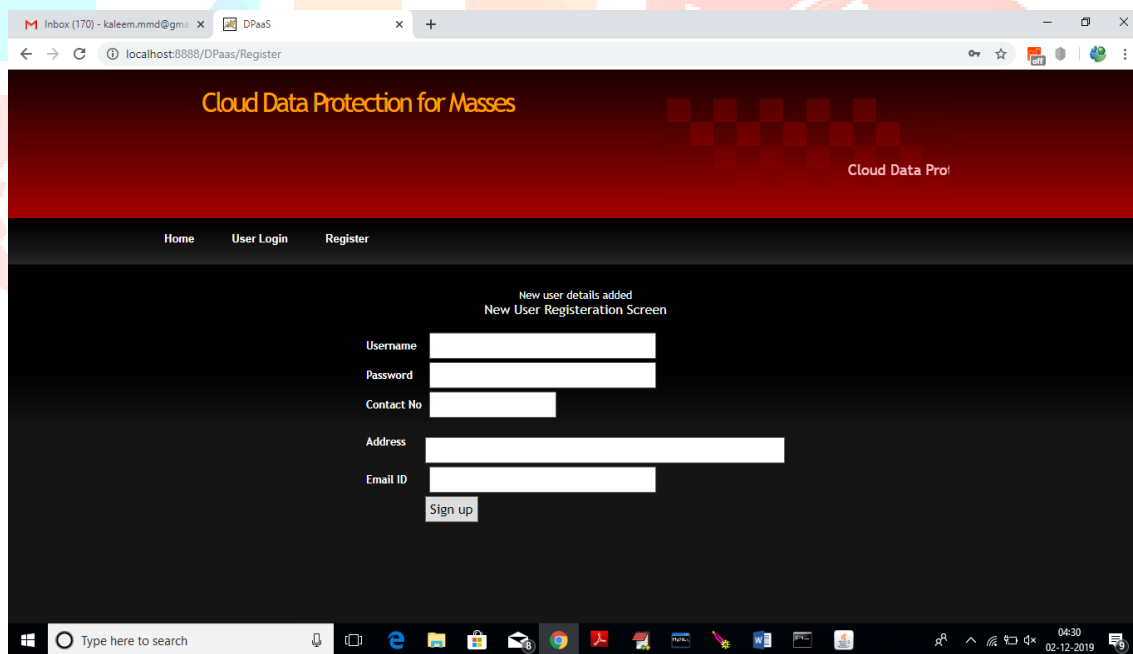 Inbox (170) - kaleem.mmd@gma
DPaaS
localhost:8888/DPaas/Register
off
Cloud Data Protection for Masses
Cloud Data Prot
Home User Login Register
New user details added
New User Registeration Screen
Username
Password
Contact No
Address
Email ID
Sign up
Type here to search
04:30
02-12-2019